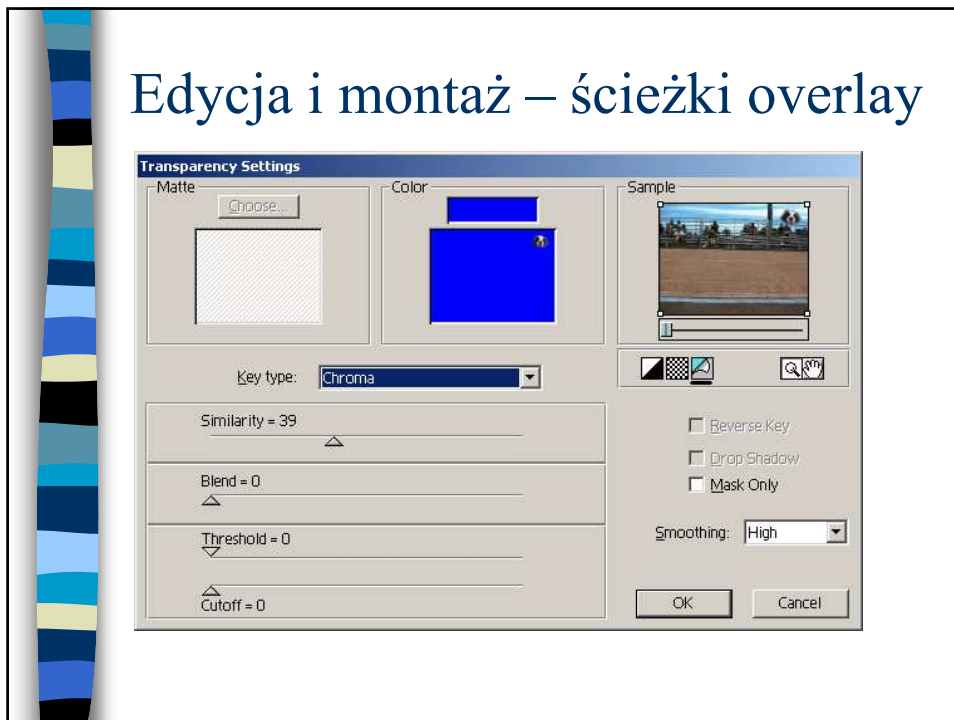 Edycja i montaż – ścieżki overlay
Transparency Settings
Matte
Choose...
Color
Sample
Key type: Chroma
Similarity = 39
Blend = 0
Threshold = 0
Cutoff = 0
Reverse Key
Drop Shadow
Mask Only
Smoothing: High
OK Cancel